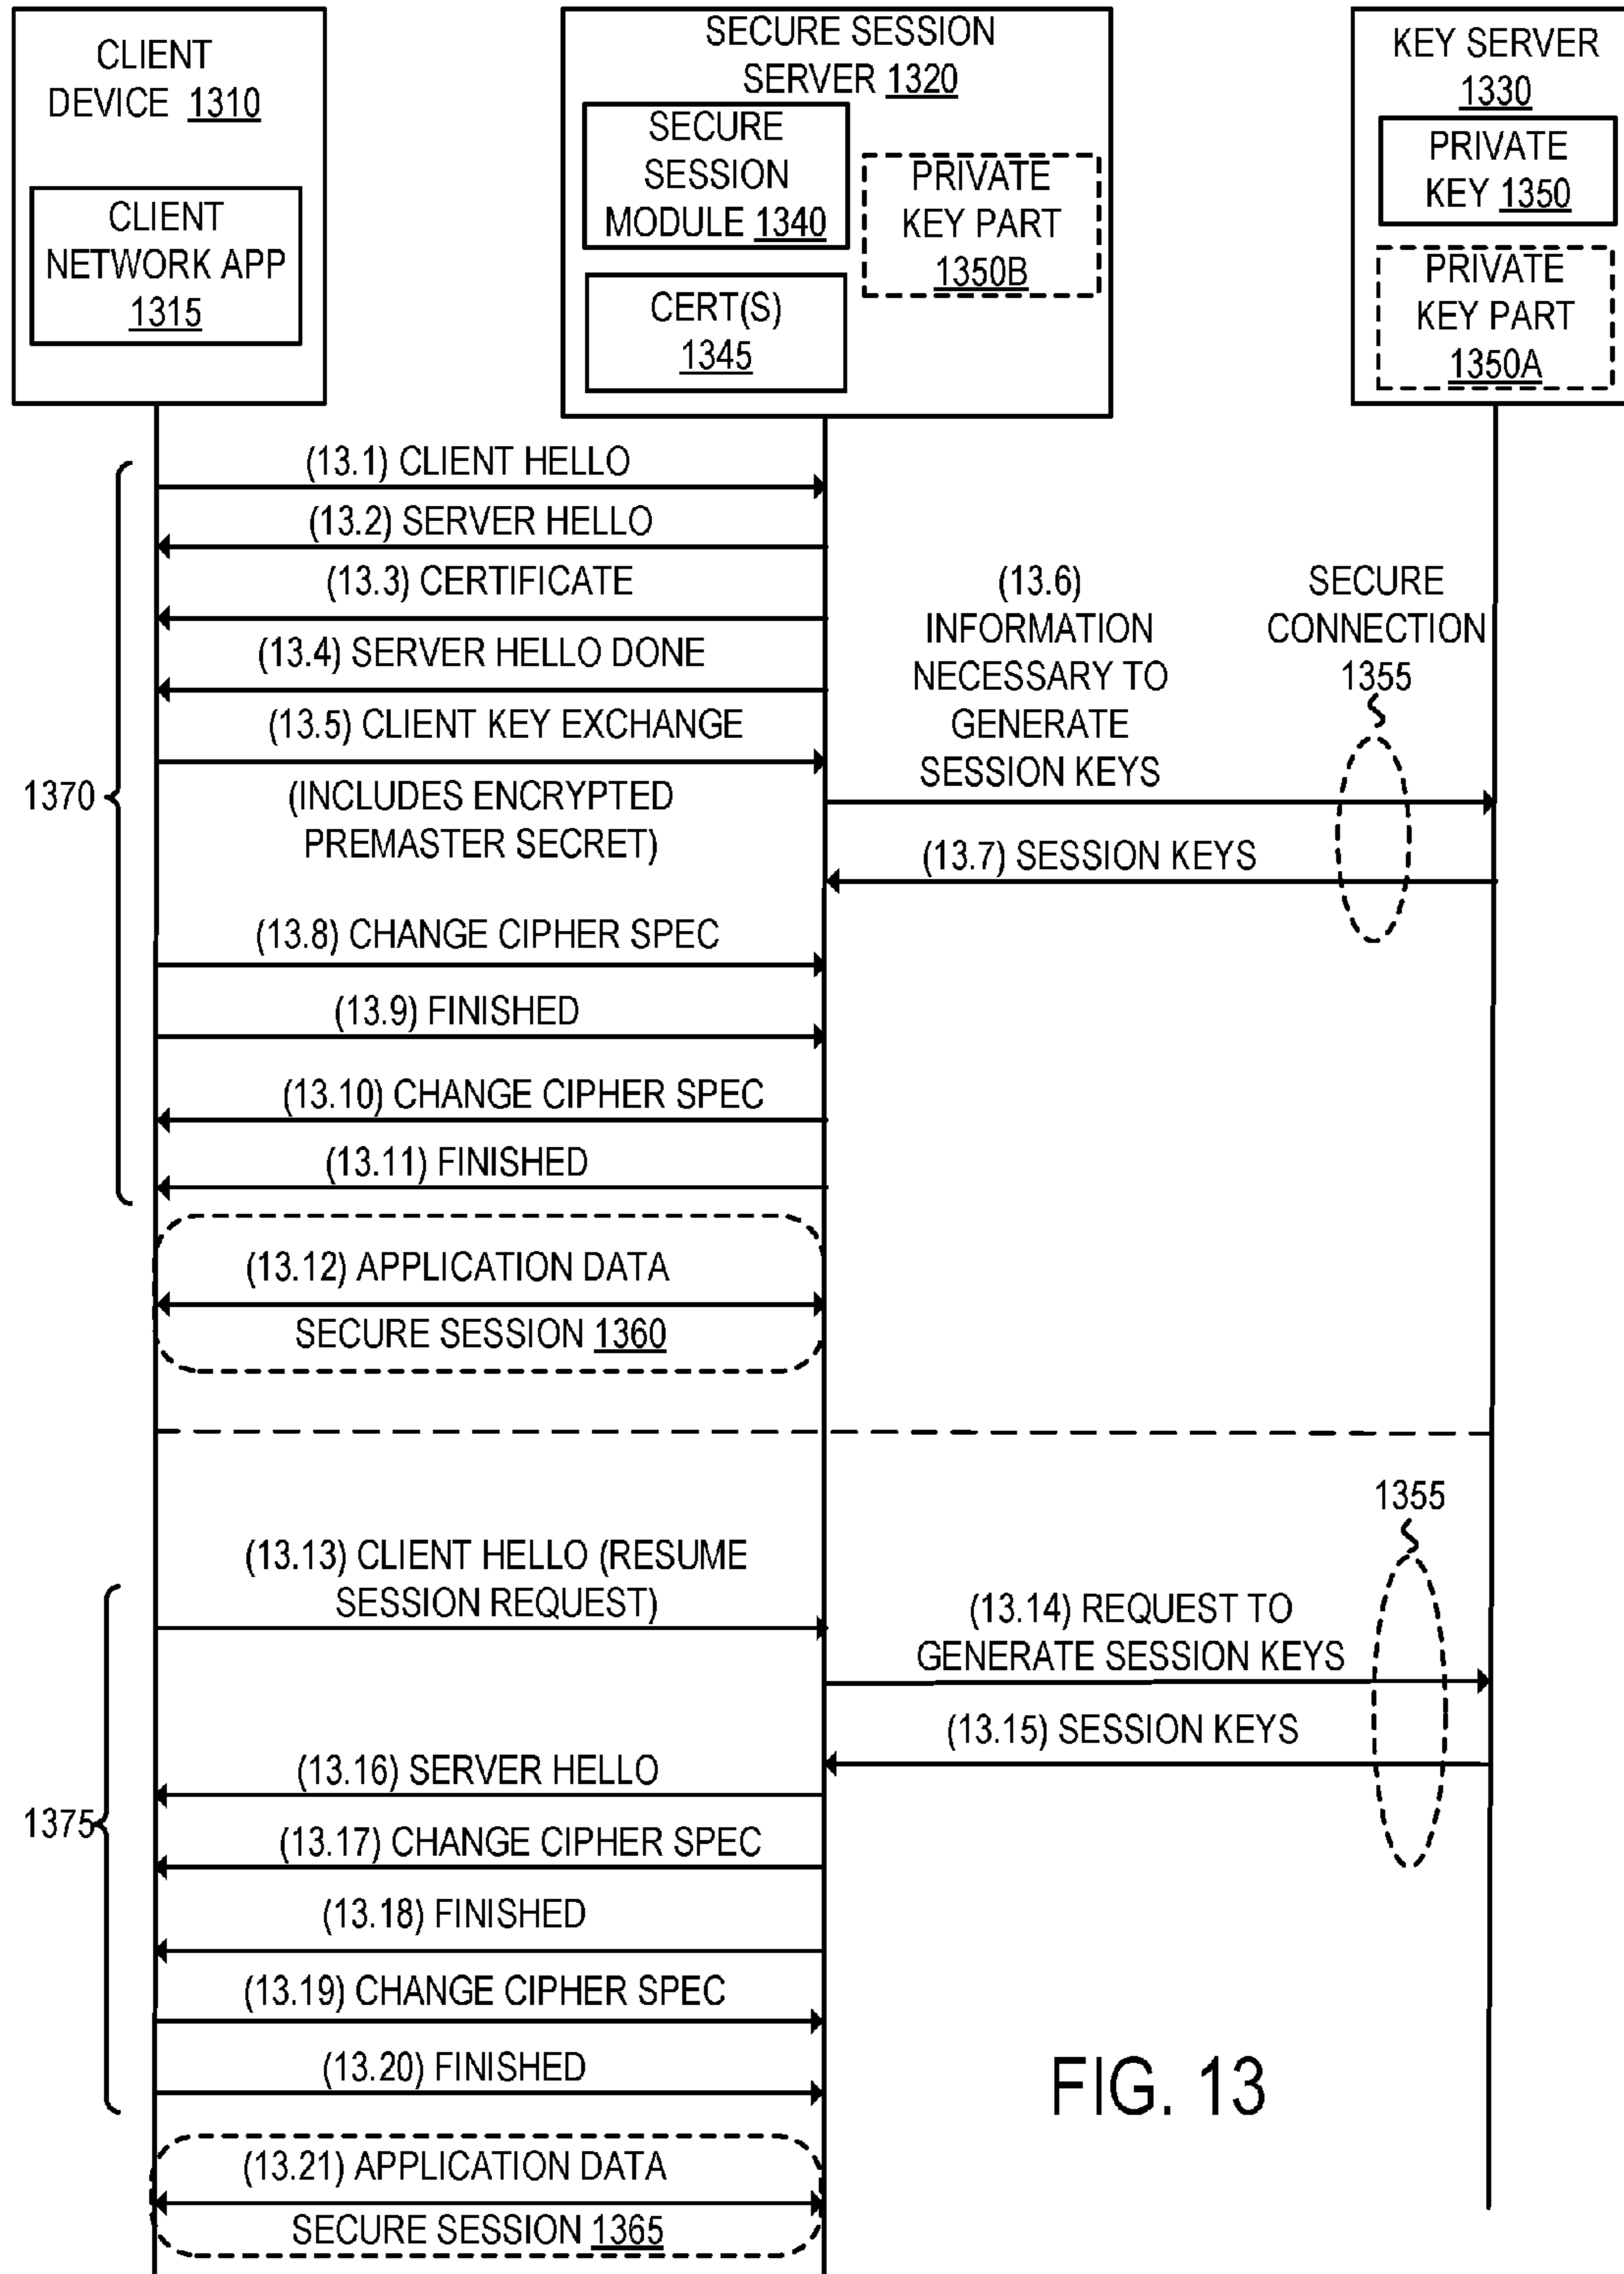 CLIENT
DEVICE 1310
CLIENT
NETWORK APP
1315
SECURE SESSION
SERVER 1320
SECURE
SESSION
MODULE 1340
PRIVATE
KEY PART
1350B
CERT(S)
1345
KEY SERVER
1330
PRIVATE
KEY 1350
PRIVATE
KEY PART
1350A
(13.1) CLIENT HELLO
(13.2) SERVER HELLO
(13.3) CERTIFICATE
(13.4) SERVER HELLO DONE
(13.5) CLIENT KEY EXCHANGE
(INCLUDES ENCRYPTED
PREMASTER SECRET)
1370
(13.6)
INFORMATION
NECESSARY TO
GENERATE
SESSION KEYS
SECURE
CONNECTION
1355
(13.7) SESSION KEYS
(13.8) CHANGE CIPHER SPEC
(13.9) FINISHED
(13.10) CHANGE CIPHER SPEC
(13.11) FINISHED
(13.12) APPLICATION DATA
SECURE SESSION 1360
1355
(13.13) CLIENT HELLO (RESUME
SESSION REQUEST)
(13.14) REQUEST TO
GENERATE SESSION KEYS
(13.15) SESSION KEYS
(13.16) SERVER HELLO
1375
(13.17) CHANGE CIPHER SPEC
(13.18) FINISHED
(13.19) CHANGE CIPHER SPEC
(13.20) FINISHED
FIG. 13
(13.21) APPLICATION DATA
SECURE SESSION 1365